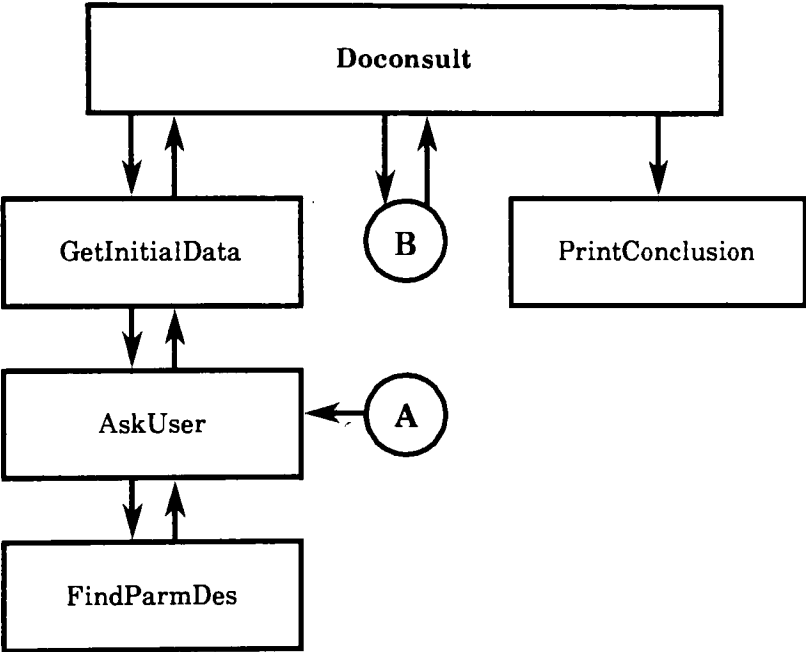 Doconsult
GetInitialData
B
PrintConclusion
AskUser
A
FindParmDes